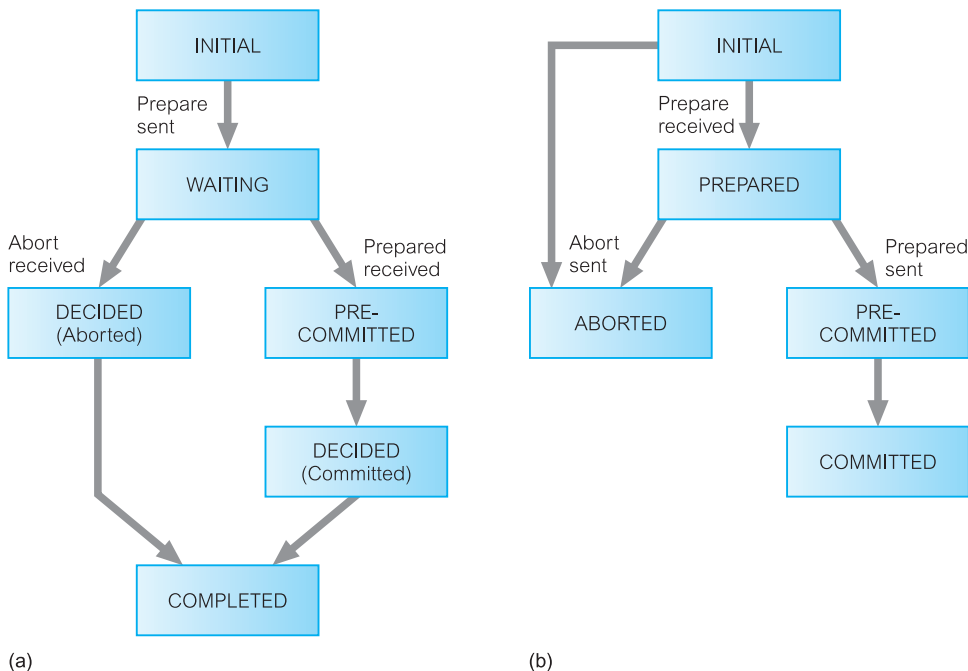 INITIAL
Prepare
sent
WAITING
Abort
received
Prepared
received
DECIDED
(Aborted)
PRE-
COMMITTED
DECIDED
(Committed)
COMPLETED
(a)
INITIAL
Prepare
received
PREPARED
Abort
sent
Prepared
sent
ABORTED
PRE-
COMMITTED
COMMITTED
(b)